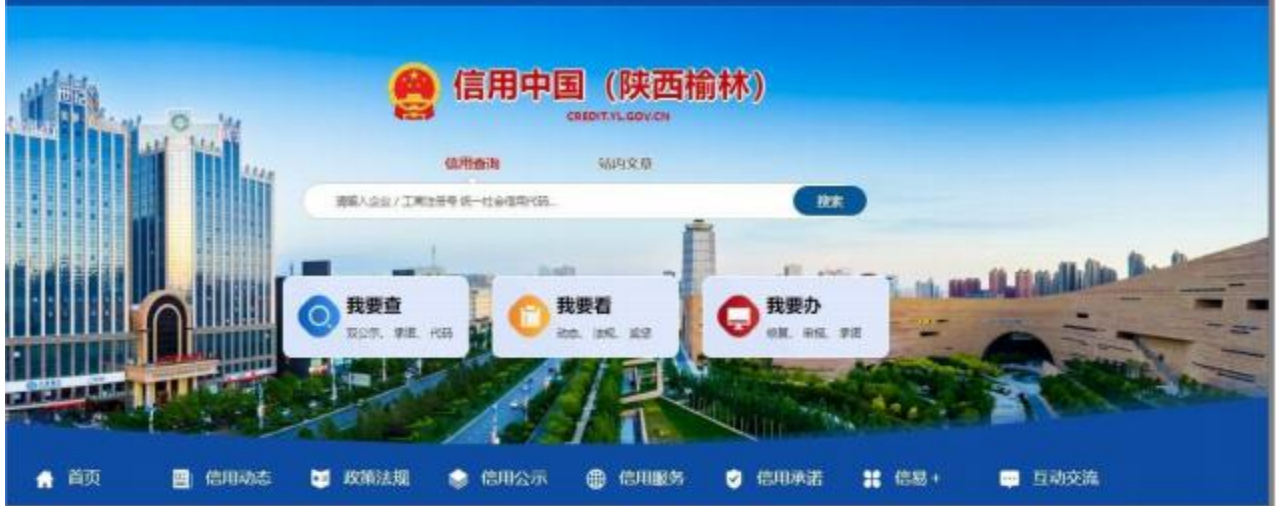 信用中国（陕西榆林）
CREDIT.YL.GOV.CN
信用查询
站内文章
请输入企业 / 工商注册号 统一社会信用代码...
搜索
我要查
双公示、承诺、代码
我要看
动态、法规、
我要办
修复、审核、承诺
首页
信用动态
政策法规
信用公示
信用服务
信用承诺
信易+
互动交流